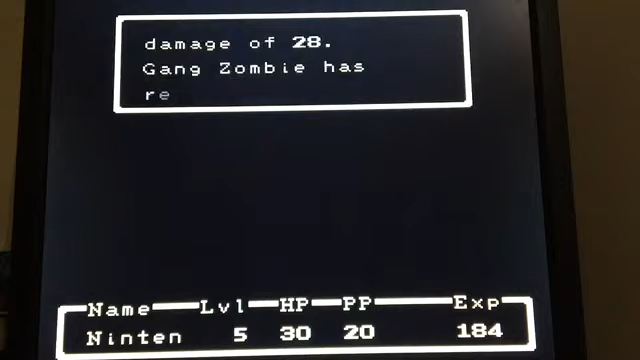 damage of 28.
Gang Zombie has
re
Name Lvl HP PP Exp
Ninten 5 30 20 184